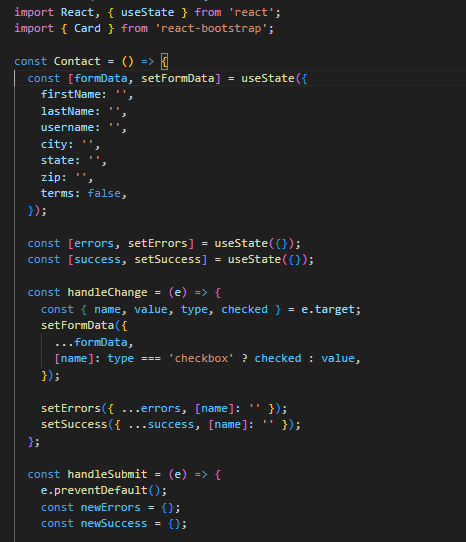 import React, { useState } from 'react';
import { Card } from 'react-bootstrap';

const Contact = () => {
  const [formData, setFormData] = useState({
    firstName: '',
    lastName: '',
    username: '',
    city: '',
    state: '',
    zip: '',
    terms: false,
  });

  const [errors, setErrors] = useState({});
  const [success, setSuccess] = useState({});

  const handleChange = (e) => {
    const { name, value, type, checked } = e.target;
    setFormData({
      ...formData,
      [name]: type === 'checkbox' ? checked : value,
    });

    setErrors({ ...errors, [name]: '' });
    setSuccess({ ...success, [name]: '' });
  };

  const handleSubmit = (e) => {
    e.preventDefault();
    const newErrors = {};
    const newSuccess = {};